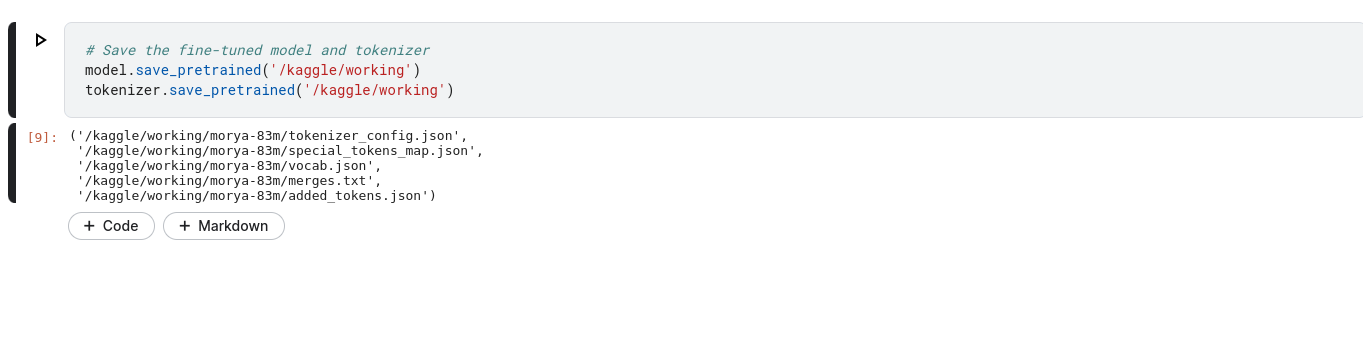 # Save the fine-tuned model and tokenizer
model.save_pretrained('/kaggle/working')
tokenizer.save_pretrained('/kaggle/working')
[9]: ('/kaggle/working/morya-83m/tokenizer_config.json',
'/kaggle/working/morya-83m/special_tokens_map.json',
'/kaggle/working/morya-83m/vocab.json',
'/kaggle/working/morya-83m/merges.txt',
'/kaggle/working/morya-83m/added_tokens.json')
+ Code + Markdown